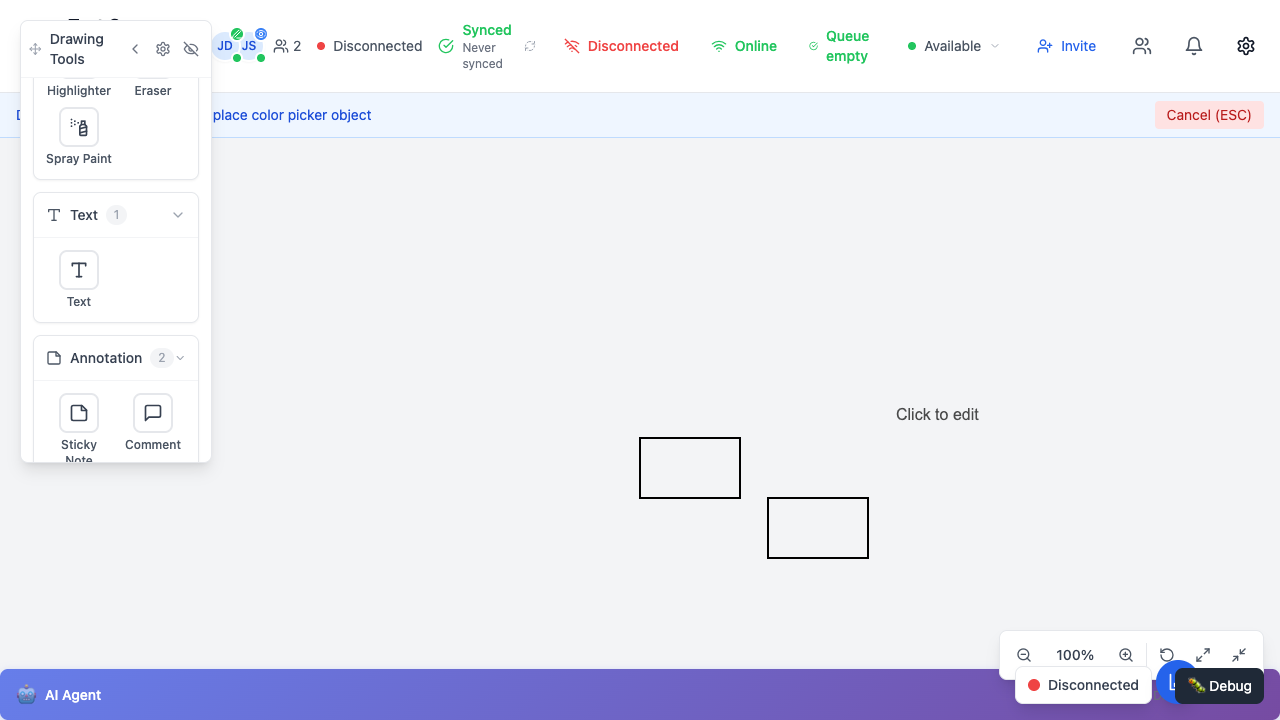 Drawing
Tools
JD
JS
2
Disconnected
Synced
Never
synced
Disconnected
Online
Queue
empty
Available
Invite
place color picker object
Cancel (ESC)
Highlighter
Eraser
Spray Paint
Text 1
Text
Annotation 2
Sticky
Note
Comment
Click to edit
100%
AI Agent
Disconnected
Debug